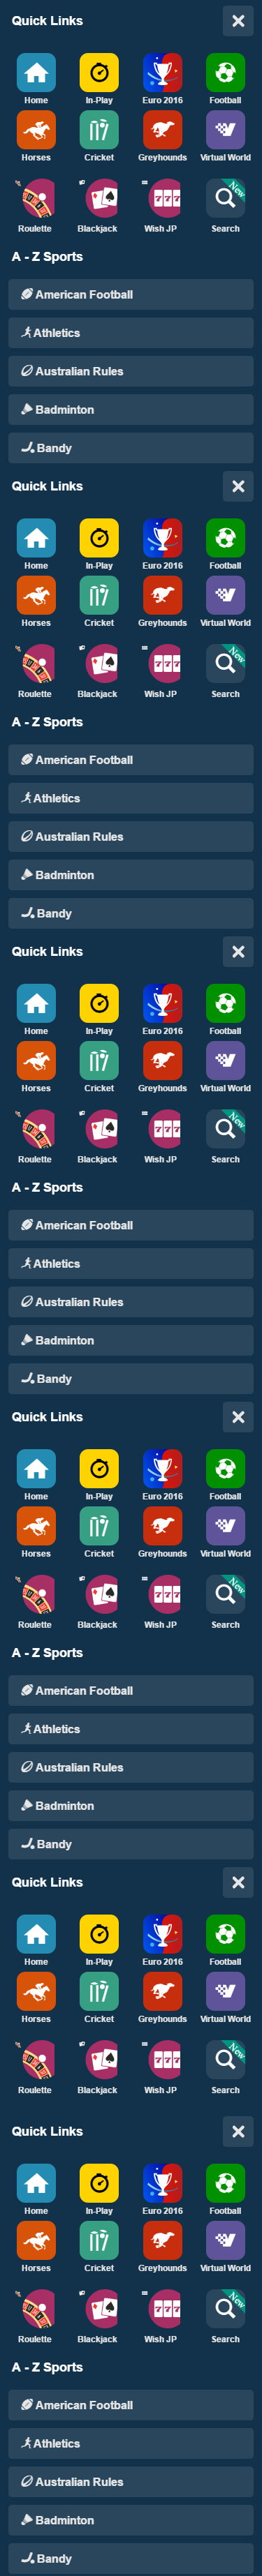 Quick Links
Home In-Play Euro 2016 Football
Horses Cricket Greyhounds Virtual World
New
Roulette Blackjack Wish JP Search
A - Z Sports
American Football
Athletics
Australian Rules
Badminton
Bandy
Quick Links
Home In-Play Euro 2016 Football
Horses Cricket Greyhounds Virtual World
New
Roulette Blackjack Wish JP Search
A - Z Sports
American Football
Athletics
Australian Rules
Badminton
Bandy
Quick Links
Home In-Play Euro 2016 Football
Horses Cricket Greyhounds Virtual World
New
Roulette Blackjack Wish JP Search
A - Z Sports
American Football
Athletics
Australian Rules
Badminton
Bandy
Quick Links
Home In-Play Euro 2016 Football
Horses Cricket Greyhounds Virtual World
New
Roulette Blackjack Wish JP Search
A - Z Sports
American Football
Athletics
Australian Rules
Badminton
Bandy
Quick Links
Home In-Play Euro 2016 Football
Horses Cricket Greyhounds Virtual World
New
Roulette Blackjack Wish JP Search
Quick Links
Home In-Play Euro 2016 Football
Horses Cricket Greyhounds Virtual World
New
Roulette Blackjack Wish JP Search
A - Z Sports
American Football
Athletics
Australian Rules
Badminton
Bandy